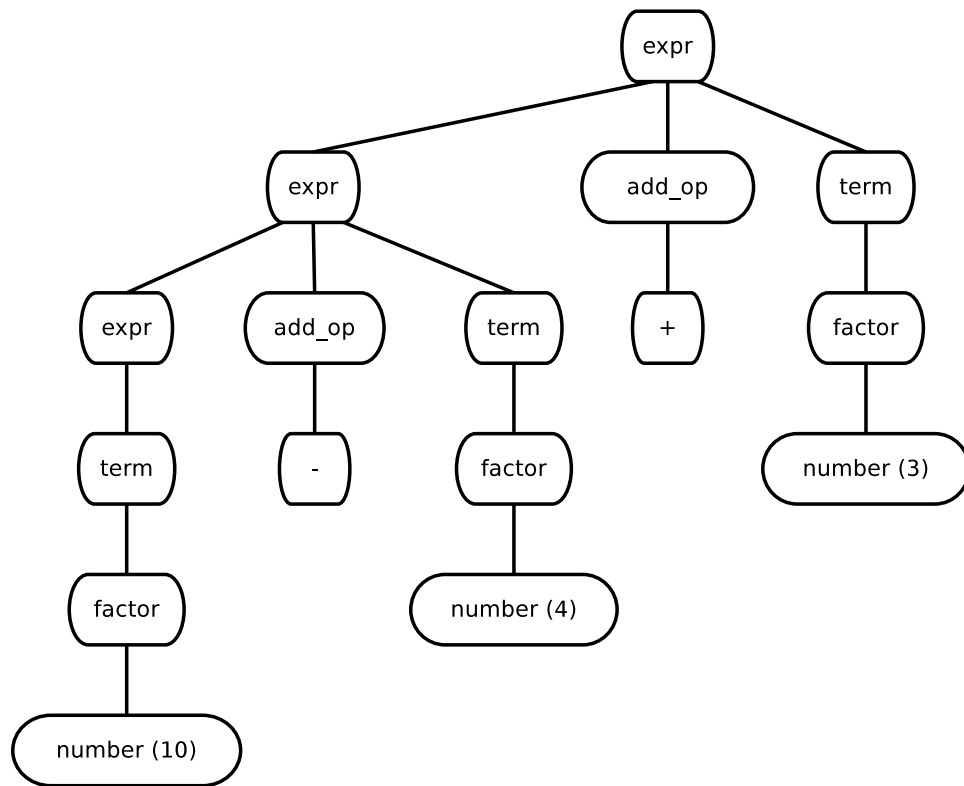 expr
expr add_op term
expr add_op term + factor
term - factor number (3)
factor number (4)
number (10)